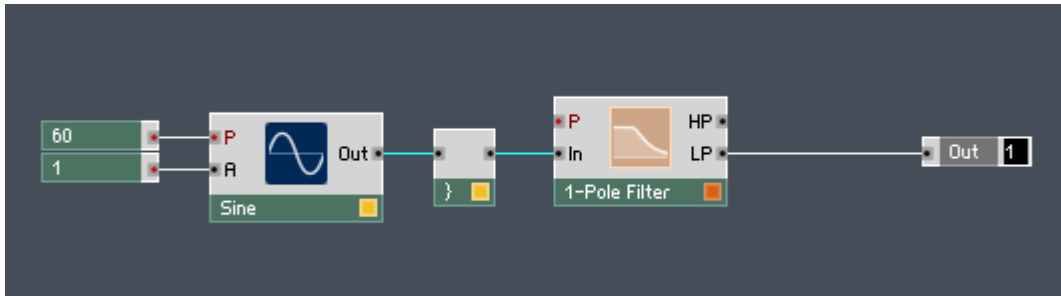 60
1
P
A
Out
Sine
}
P
In
HP
LP
1-Pole Filter
Out 1